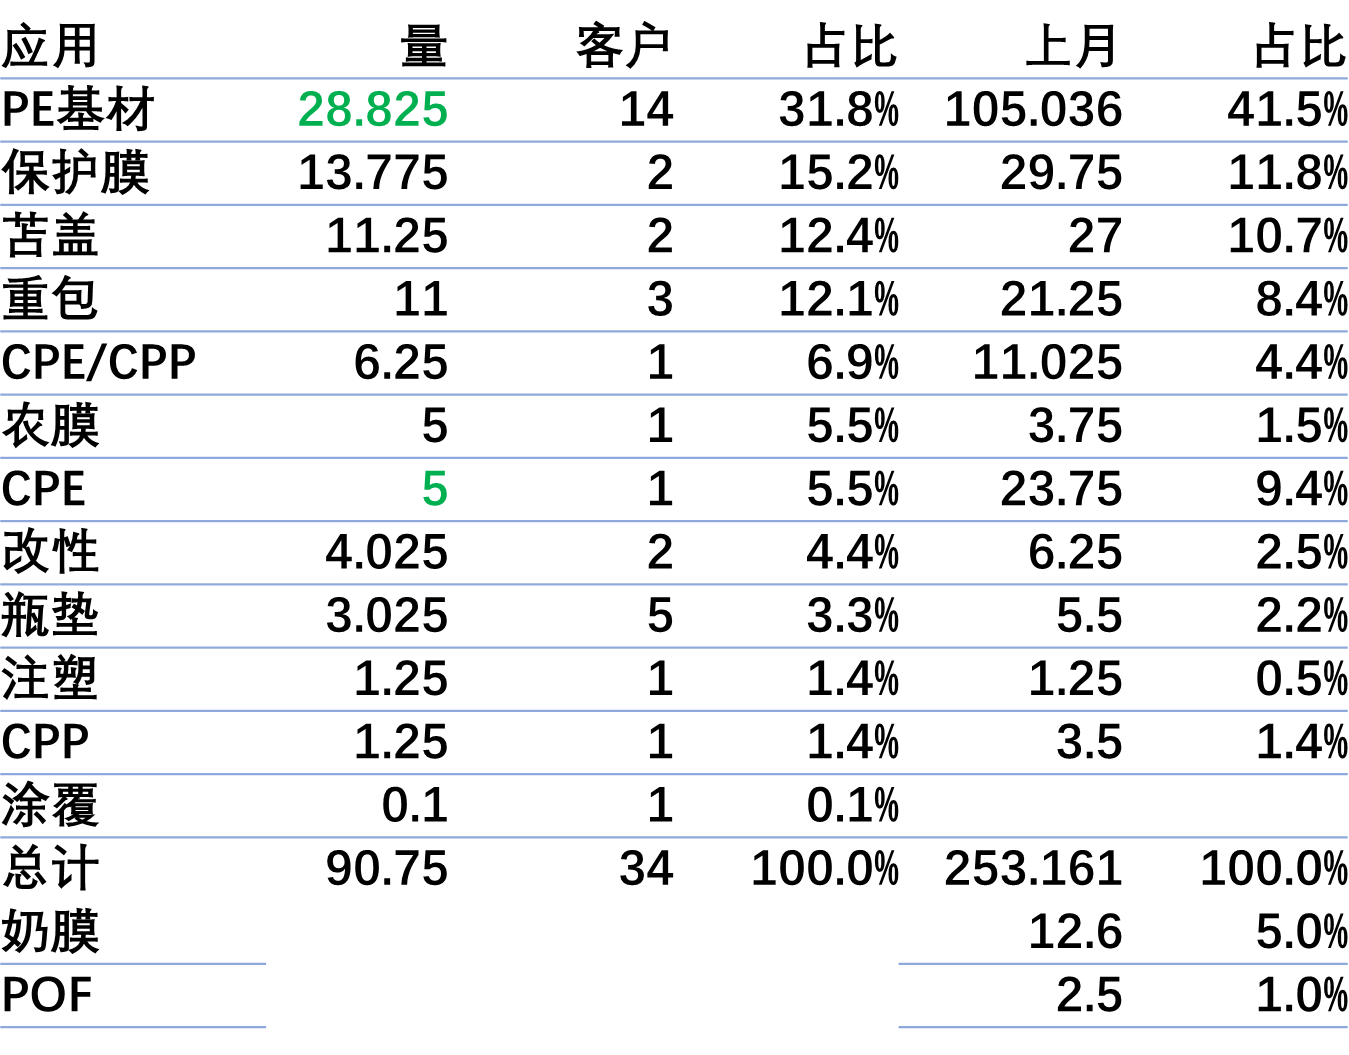 应用 量 客户 占比 上月 占比
PE基材 28.825 14 31.8% 105.036 41.5%
保护膜 13.775 2 15.2% 29.75 11.8%
苫盖 11.25 2 12.4% 27 10.7%
重包 11 3 12.1% 21.25 8.4%
CPE/CPP 6.25 1 6.9% 11.025 4.4%
农膜 5 1 5.5% 3.75 1.5%
CPE 5 1 5.5% 23.75 9.4%
改性 4.025 2 4.4% 6.25 2.5%
瓶垫 3.025 5 3.3% 5.5 2.2%
注塑 1.25 1 1.4% 1.25 0.5%
CPP 1.25 1 1.4% 3.5 1.4%
涂覆 0.1 1 0.1%
总计 90.75 34 100.0% 253.161 100.0%
奶膜 12.6 5.0%
POF 2.5 1.0%